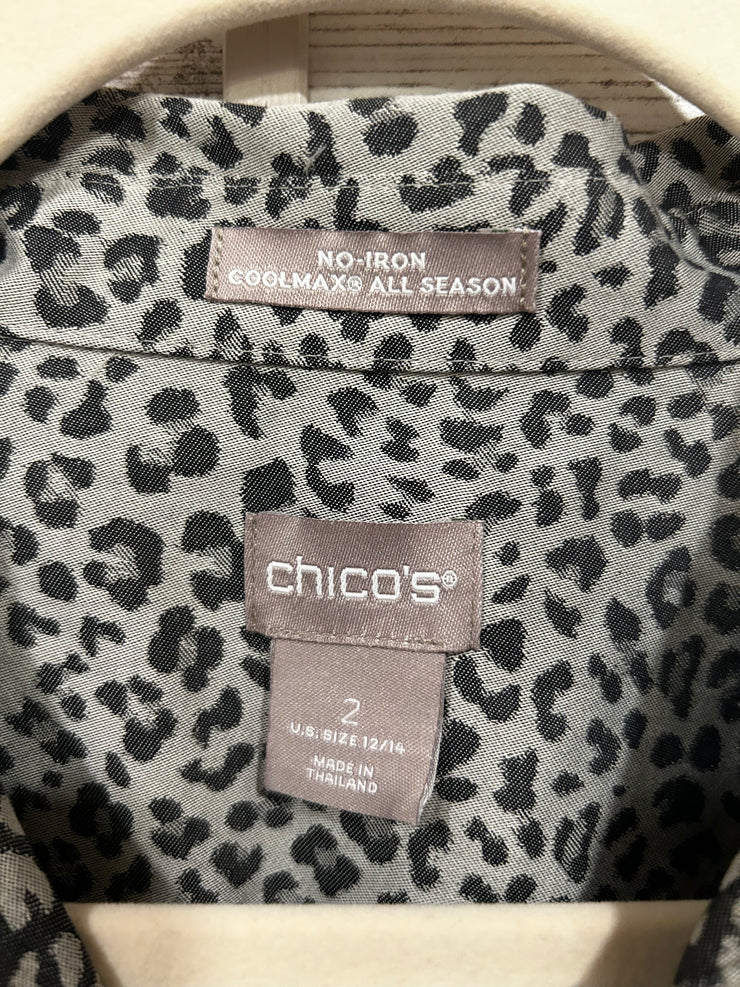 NO-IRON
COOLMAX® ALL SEASON
chico's®
2
U.S. SIZE 12/14
MADE IN
THAILAND